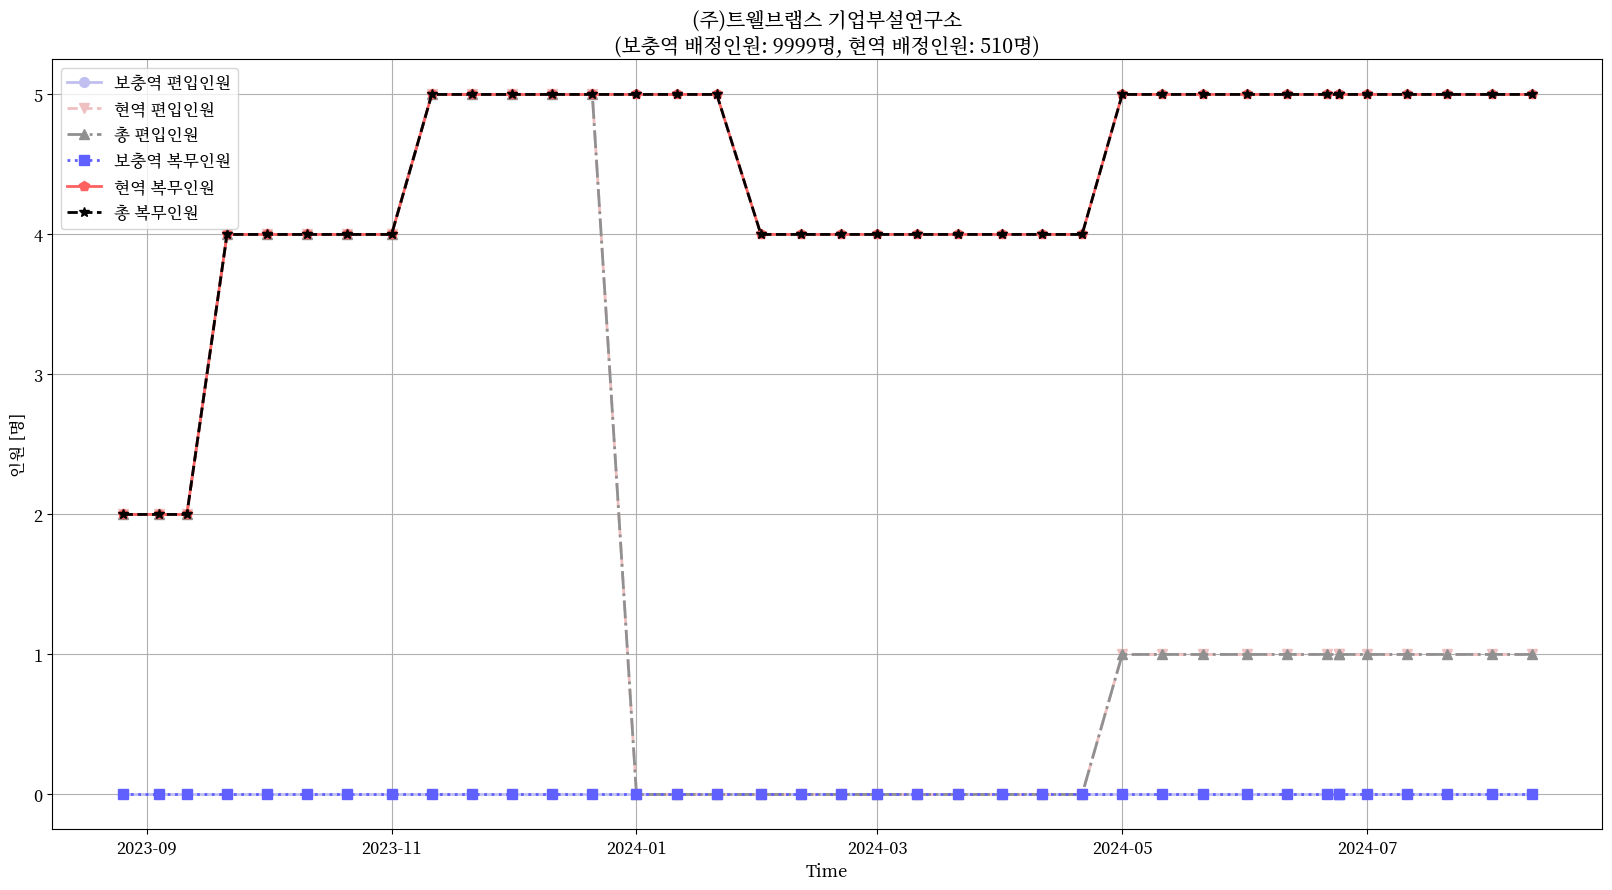 (주)트웰브랩스 기업부설연구소
(보충역 배정인원: 9999명, 현역 배정인원: 510명)
보충역 편입인원
현역 편입인원
총 편입인원
보충역 복무인원
현역 복무인원
총 복무인원
5
4
3
2
1
0
인원 [명]
2023-09
2023-11
2024-01
2024-03
2024-05
2024-07
Time